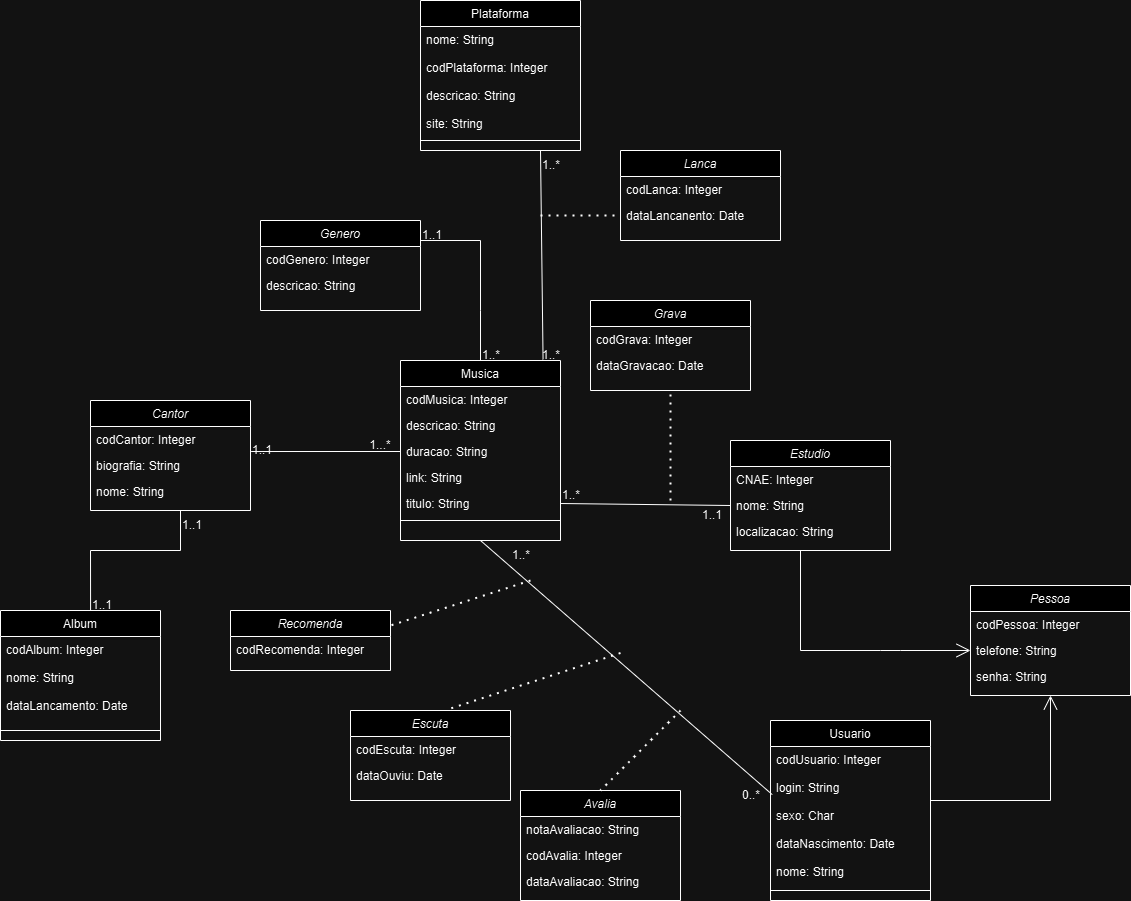 Plataforma
nome: String
codPlataforma: Integer
descricao: String
site: String
1..*
Lanca
codLanca: Integer
dataLancanento: Date
Genero
codGenero: Integer
descricao: String
1..1
1..*
1..*
Grava
codGrava: Integer
dataGravacao: Date
Musica
codMusica: Integer
descricao: String
duracao: String
link: String
titulo: String
Cantor
codCantor: Integer
biografia: String
nome: String
1..1
1...*
1..*
1..1
Estudio
CNAE: Integer
nome: String
localizacao: String
1..1
1..1
1..*
Album
codAlbum: Integer
nome: String
dataLancamento: Date
Recomenda
codRecomenda: Integer
Pessoa
codPessoa: Integer
telefone: String
senha: String
Escuta
codEscuta: Integer
dataOuviu: Date
Usuario
codUsuario: Integer
login: String
sexo: Char
dataNascimento: Date
nome: String
0..*
Avalia
notaAvaliacao: String
codAvalia: Integer
dataAvaliacao: String